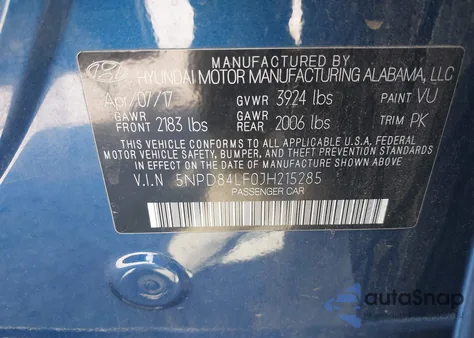 MANUFACTURED BY
HYUNDAI MOTOR MANUFACTURING ALABAMA, LLC
Apr/07/17 GVWR 3924 lbs PAINT VU
GAWR FRONT 2183 lbs GAWR REAR 2006 lbs TRIM PK
THIS VEHICLE CONFORMS TO ALL APPLICABLE U.S.A FEDERAL
MOTOR VEHICLE SAFETY, BUMPER, AND THEFT PREVENTION STANDARDS
IN EFFECT ON THE DATE OF MANUFACTURE SHOWN ABOVE.
V.I.N 5NPD84LF0JH215285
PASSENGER CAR
autoSnap